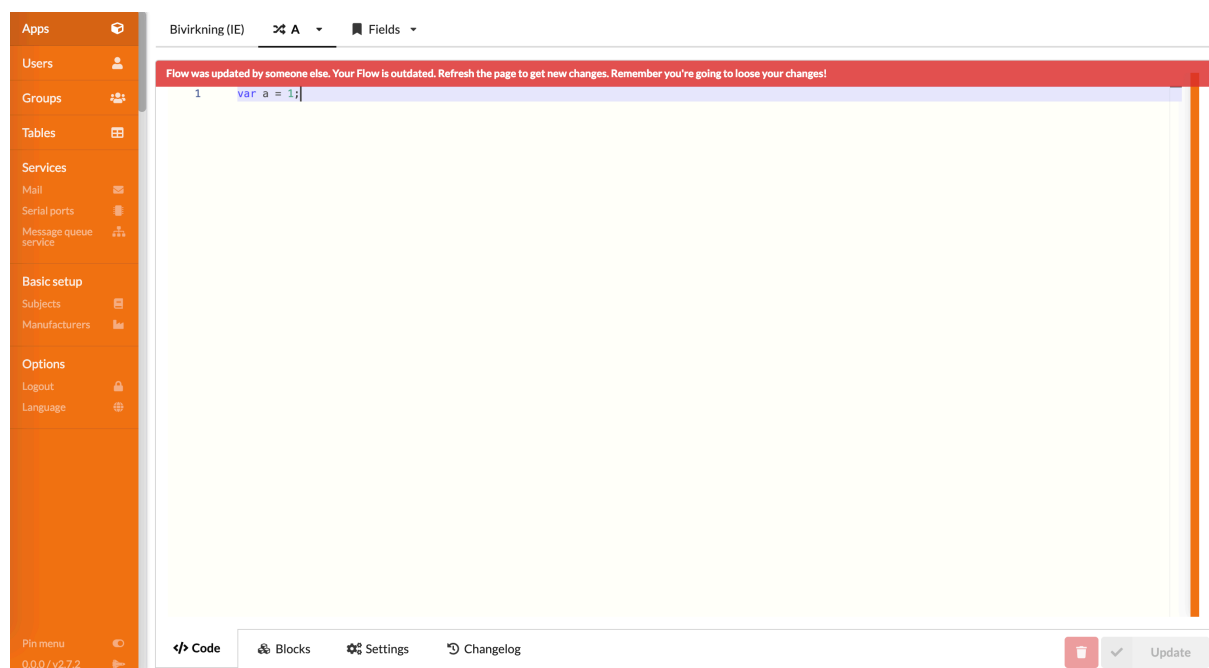 Apps
Users
Groups
Tables
Services
Mail
Serial ports
Message queue
service
Basic setup
Subjects
Manufacturers
Options
Logout
Language
Pin menu
0.0.0 / v2.7.2
Bivirkning (IE)
A
Fields
Flow was updated by someone else. Your Flow is outdated. Refresh the page to get new changes. Remember you're going to loose your changes!
1 var a = 1;
</> Code
Blocks
Settings
Changelog
Update